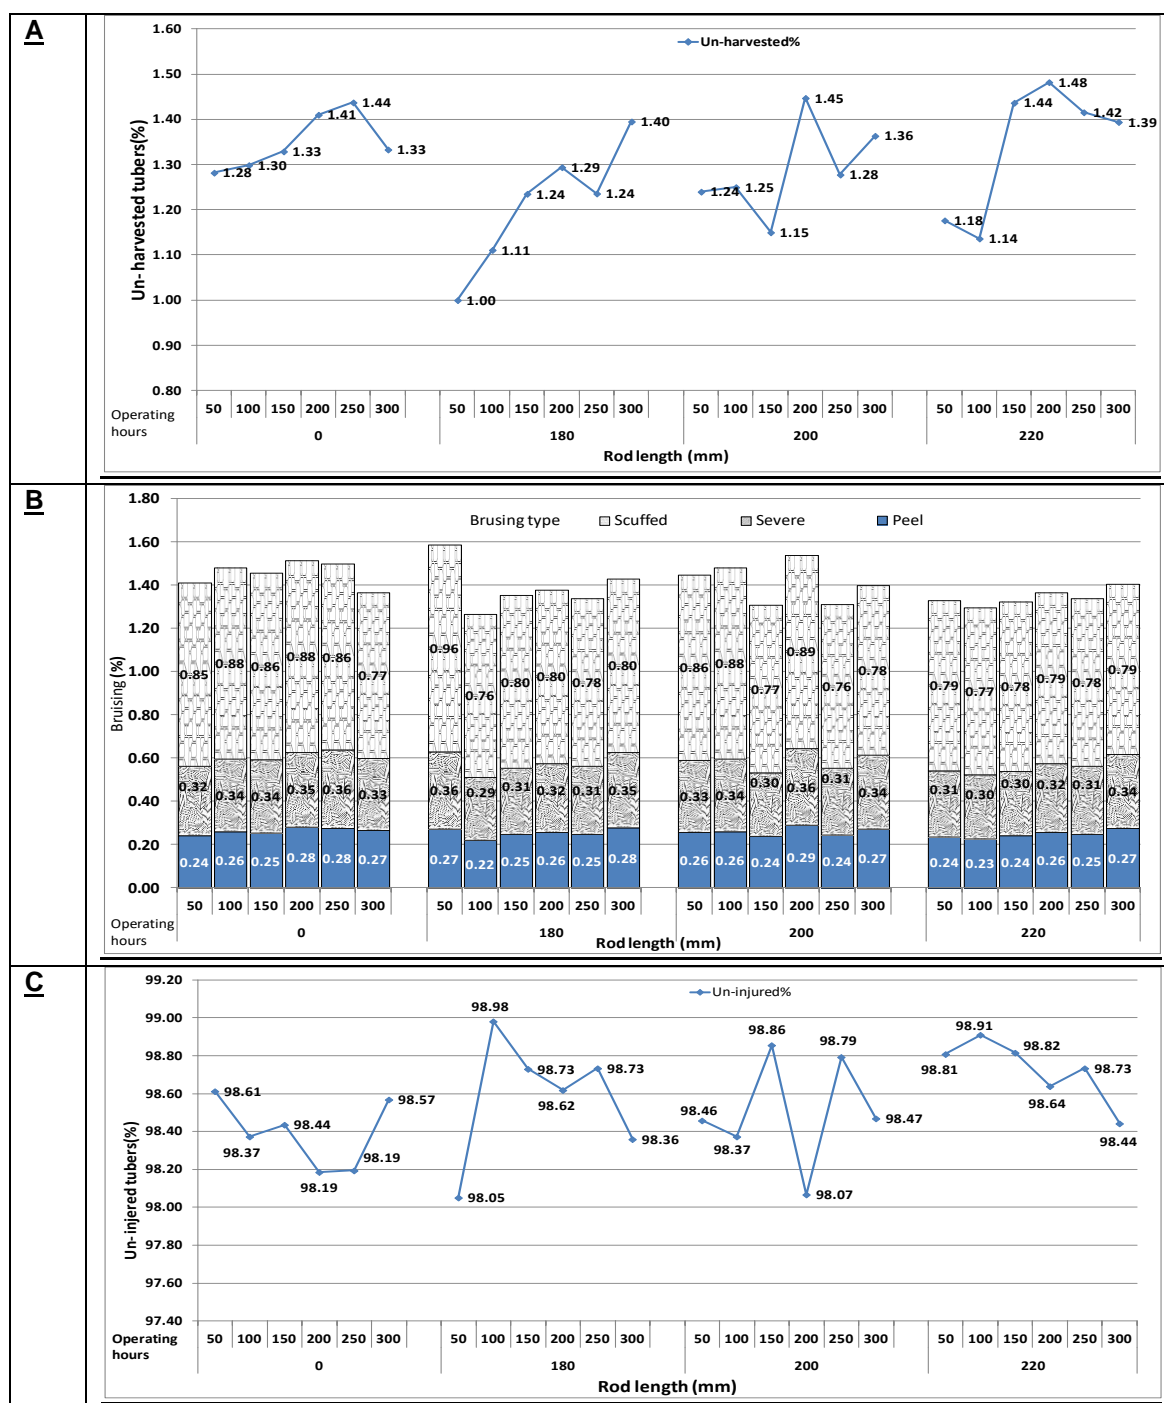 A
1.60
Un-harvested%
1.50
1.48
1.44 1.45 1.44
1.40
1.41 1.40 1.42 1.39
1.36
1.33 1.33
1.30
1.28 1.30 1.29 1.28
1.24 1.24 1.24 1.25
1.20
1.18
1.15 1.14
1.11
1.10
1.00
1.00
0.90
0.80
Un-harvested tubers(%)
50 100 150 200 250 300 50 100 150 200 250 300 50 100 150 200 250 300 50 100 150 200 250 300
Operating
hours
0 180 200 220
Rod length (mm)
B
1.80
Brusing type Scuffed Severe Peel
1.60
1.40
1.20
1.00
0.80
0.60
0.40
0.20
0.00
Bruising (%)
0.85 0.88 0.86 0.88 0.86 0.77 0.96 0.76 0.80 0.80 0.78 0.80 0.86 0.88 0.77 0.89 0.76 0.78 0.79 0.77 0.78 0.79 0.78 0.79
0.32 0.34 0.34 0.35 0.36 0.33 0.36 0.29 0.31 0.32 0.31 0.35 0.33 0.34 0.30 0.36 0.31 0.34 0.31 0.30 0.30 0.32 0.31 0.34
0.24 0.26 0.25 0.28 0.28 0.27 0.27 0.22 0.25 0.26 0.25 0.28 0.26 0.26 0.24 0.29 0.24 0.27 0.24 0.23 0.24 0.26 0.25 0.27
50 100 150 200 250 300 50 100 150 200 250 300 50 100 150 200 250 300 50 100 150 200 250 300
Operating
hours
0 180 200 220
Rod length (mm)
C
99.20
Un-injured%
99.00
98.98
98.91
98.86 98.82
98.80
98.79 98.81
98.73 98.73 98.73
98.60
98.61 98.62 98.64
98.57
98.44 98.46 98.47 98.44
98.40
98.37 98.36 98.37
98.20
98.19 98.19
98.05 98.07
98.00
97.80
97.60
97.40
Un-injered tubers(%)
50 100 150 200 250 300 50 100 150 200 250 300 50 100 150 200 250 300 50 100 150 200 250 300
Operating
hours
0 180 200 220
Rod length (mm)